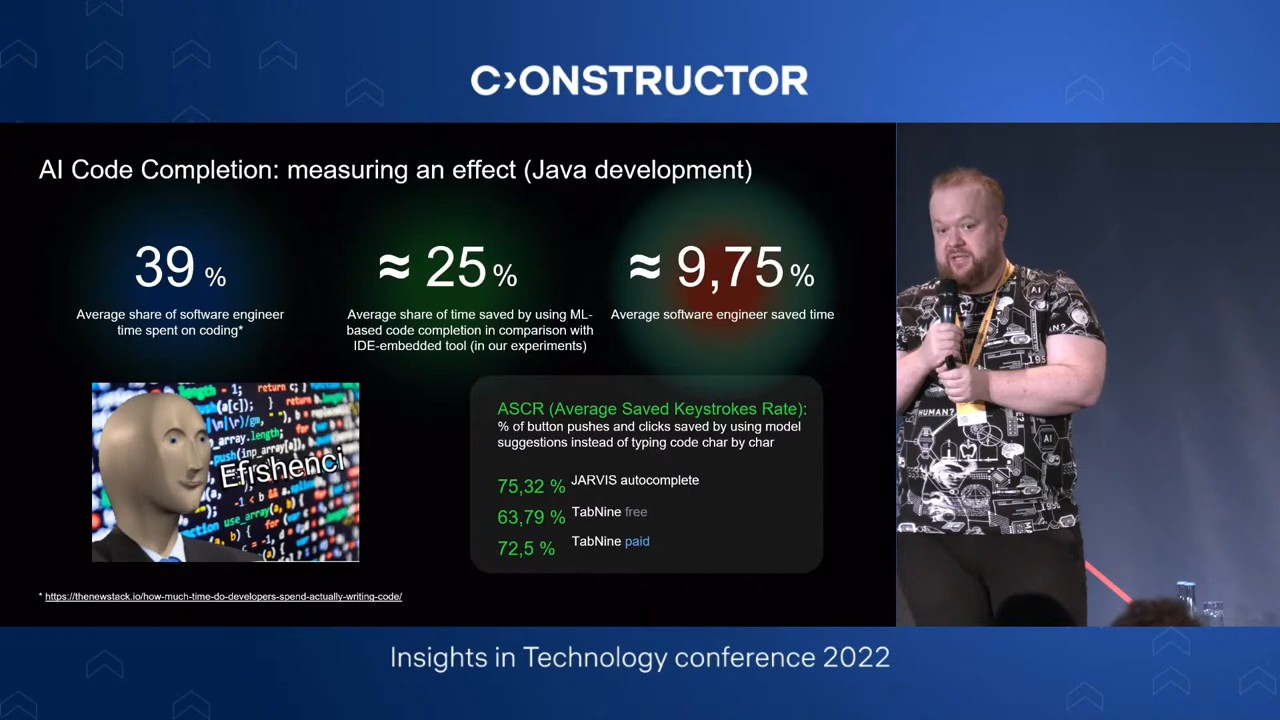 C›ONSTRUCTOR
AI Code Completion: measuring an effect (Java development)
39 %
Average share of software engineer
time spent on coding*
≈ 25 %
Average share of time saved by using ML-
based code completion in comparison with
IDE-embedded tool (in our experiments)
≈ 9,75 %
Average software engineer saved time
Efishenci
ASCR (Average Saved Keystrokes Rate):
% of button pushes and clicks saved by using model
suggestions instead of typing code char by char
75,32 % JARVIS autocomplete
63,79 % TabNine free
72,5 % TabNine paid
* https://thenewstack.io/how-much-time-do-developers-spend-actually-writing-code/
AI
HUMAN?
AI
Insights in Technology conference 2022